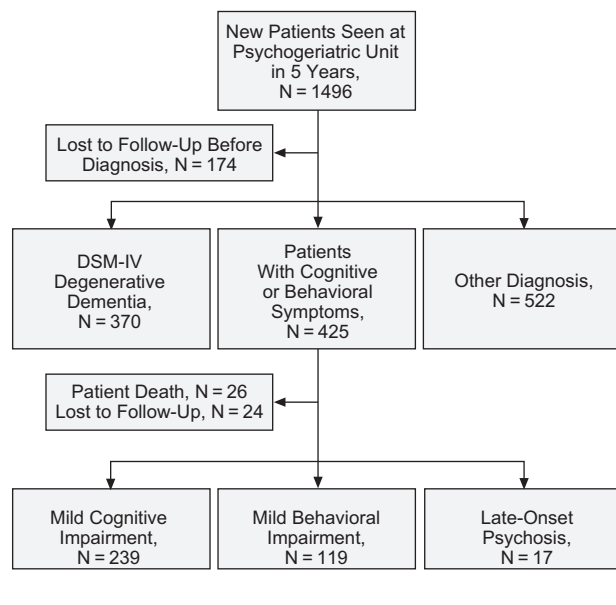 New Patients Seen at
Psychogeriatric Unit
in 5 Years,
N = 1496
Lost to Follow-Up Before
Diagnosis, N = 174
DSM-IV
Degenerative
Dementia,
N = 370
Patients
With Cognitive
or Behavioral
Symptoms,
N = 425
Other Diagnosis,
N = 522
Patient Death, N = 26
Lost to Follow-Up, N = 24
Mild Cognitive
Impairment,
N = 239
Mild Behavioral
Impairment,
N = 119
Late-Onset
Psychosis,
N = 17